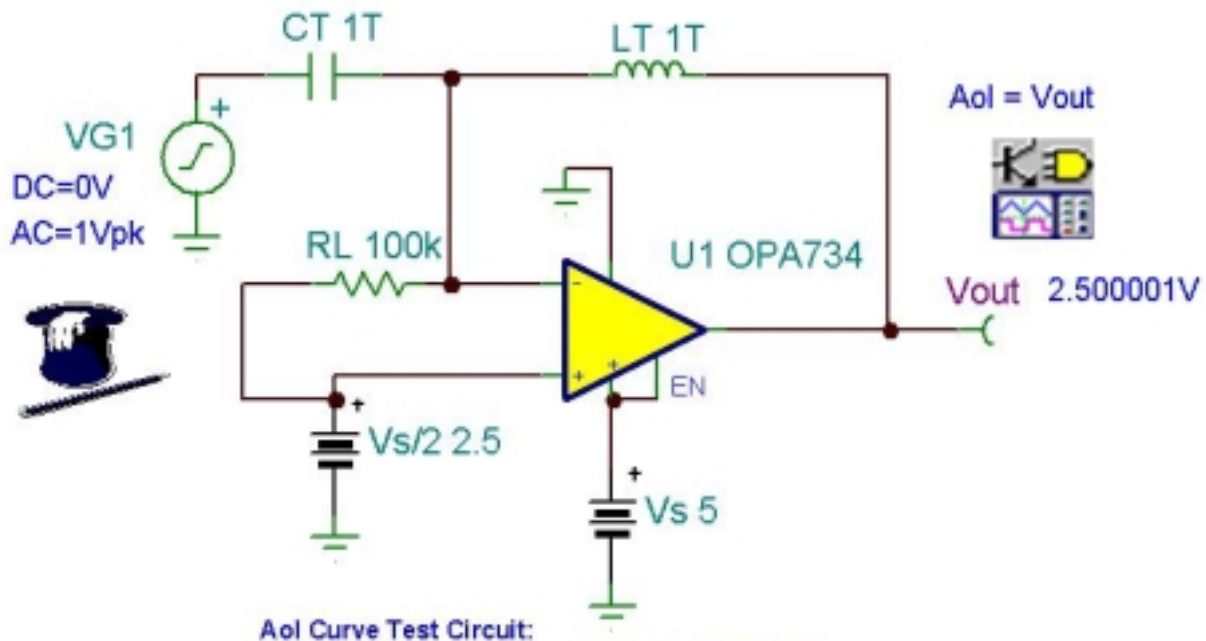 CT 1T
LT 1T
Aol = Vout
VG1
+
DC=0V
AC=1Vpk
RL 100k
U1 OPA734
Vout 2.500001V
-
+
+
EN
+
Vs/2 2.5
+
Vs 5
Aol Curve Test Circuit: